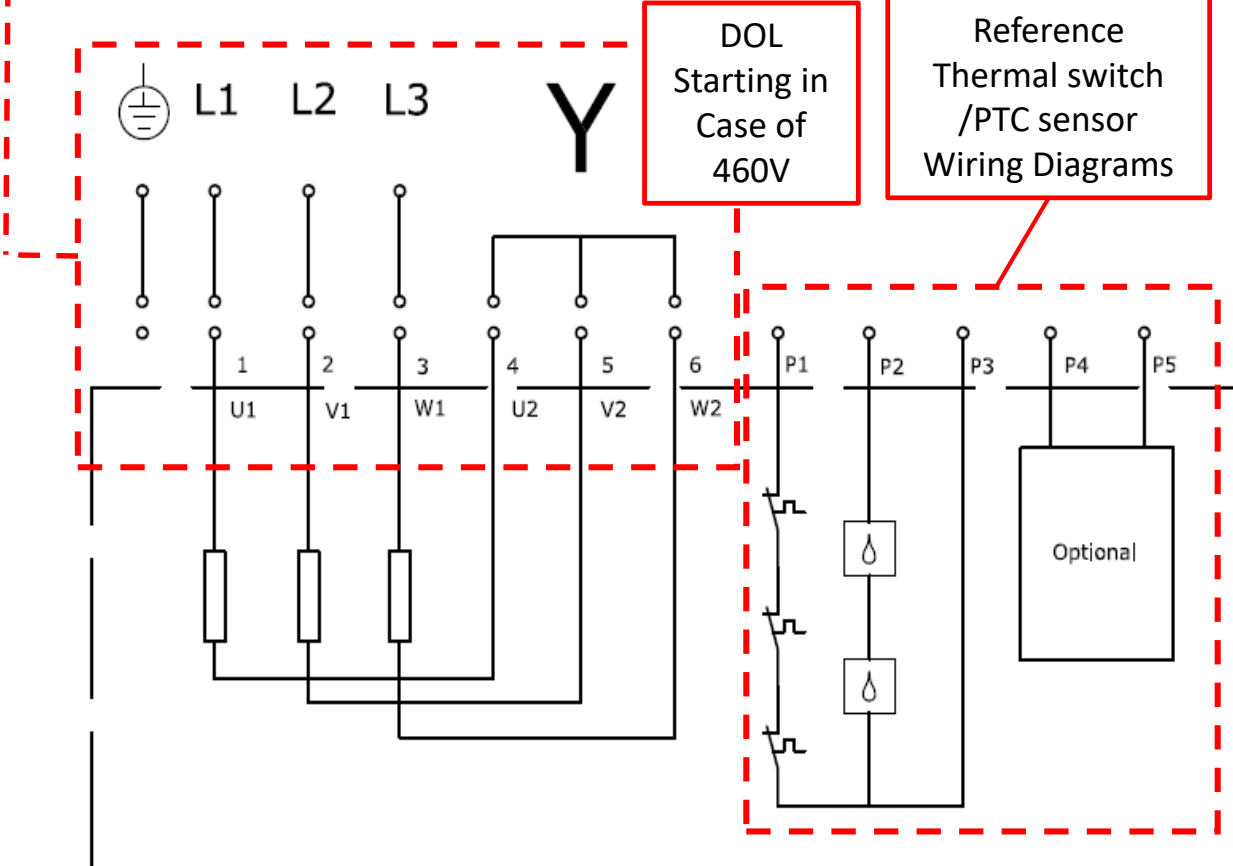 DOL
Starting in
Case of
460V
Reference
Thermal switch
/PTC sensor
Wiring Diagrams
L1 L2 L3 Y
1 2 3 4 5 6 P1 P2 P3 P4 P5
U1 V1 W1 U2 V2 W2
Optional